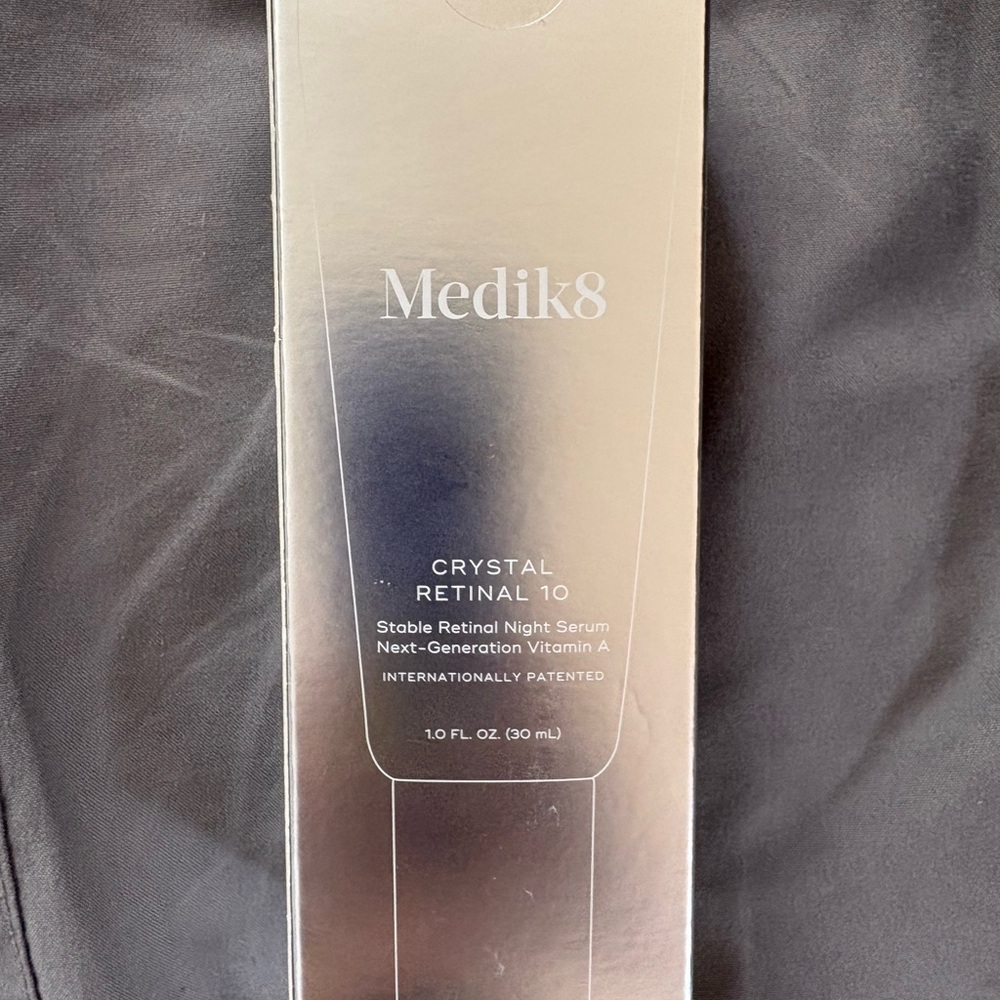 Medik8
CRYSTAL
RETINAL 10
Stable Retinal Night Serum
Next-Generation Vitamin A
INTERNATIONALLY PATENTED
1.0 FL. OZ. (30 mL)